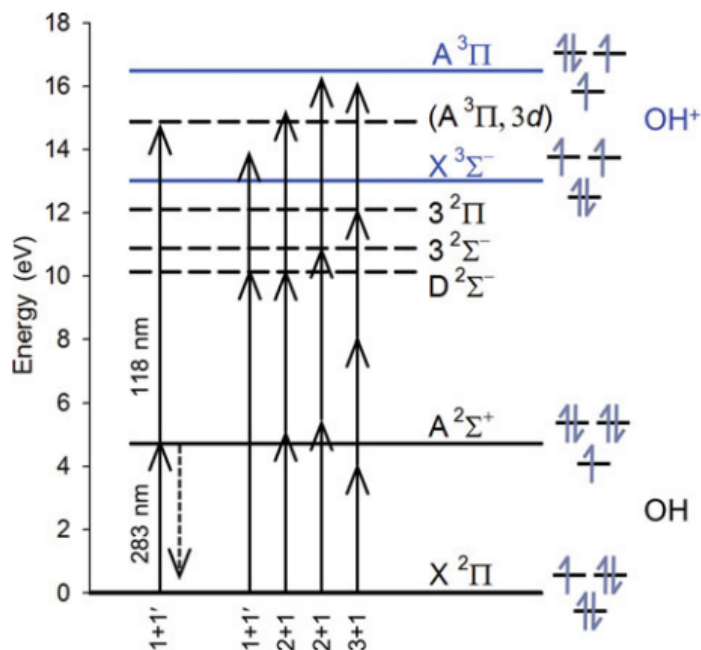 18
16
14
12
10
8
6
4
2
0
Energy (eV)
A ³Π
(A ³Π, 3d)
OH⁺
X ³Σ⁻
3 ²Π
3 ²Σ⁻
D ²Σ⁻
118 nm
A ²Σ⁺
283 nm
OH
X ²Π
1+1′
1+1′
2+1
2+1
3+1